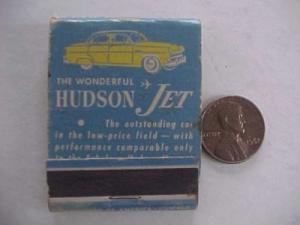 THE WONDERFUL
HUDSON JET
The outstanding car
in the low-price field—with
performance comparable only